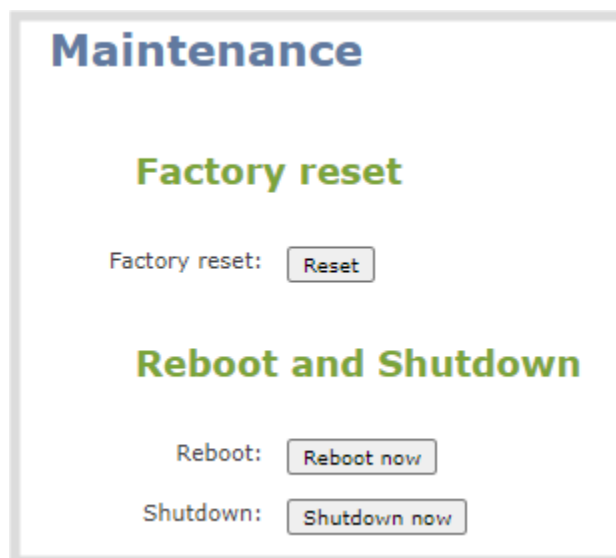 Maintenance
Factory reset
Factory reset: Reset
Reboot and Shutdown
Reboot: Reboot now
Shutdown: Shutdown now